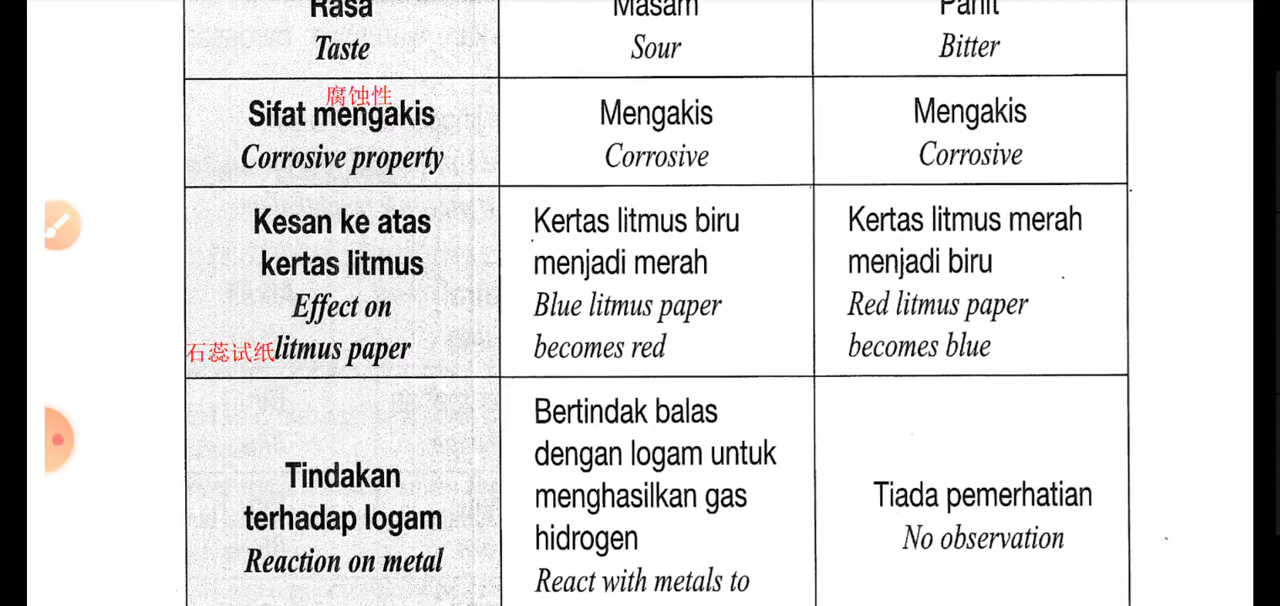 Rasa
Taste
Masam
Sour
Pahit
Bitter
腐蚀性
Sifat mengakis
Corrosive property
Mengakis
Corrosive
Mengakis
Corrosive
Kesan ke atas
kertas litmus
Effect on
石蕊试纸litmus paper
Kertas litmus biru
menjadi merah
Blue litmus paper
becomes red
Kertas litmus merah
menjadi biru
Red litmus paper
becomes blue
Tindakan
terhadap logam
Reaction on metal
Bertindak balas
dengan logam untuk
menghasilkan gas
hidrogen
React with metals to
Tiada pemerhatian
No observation